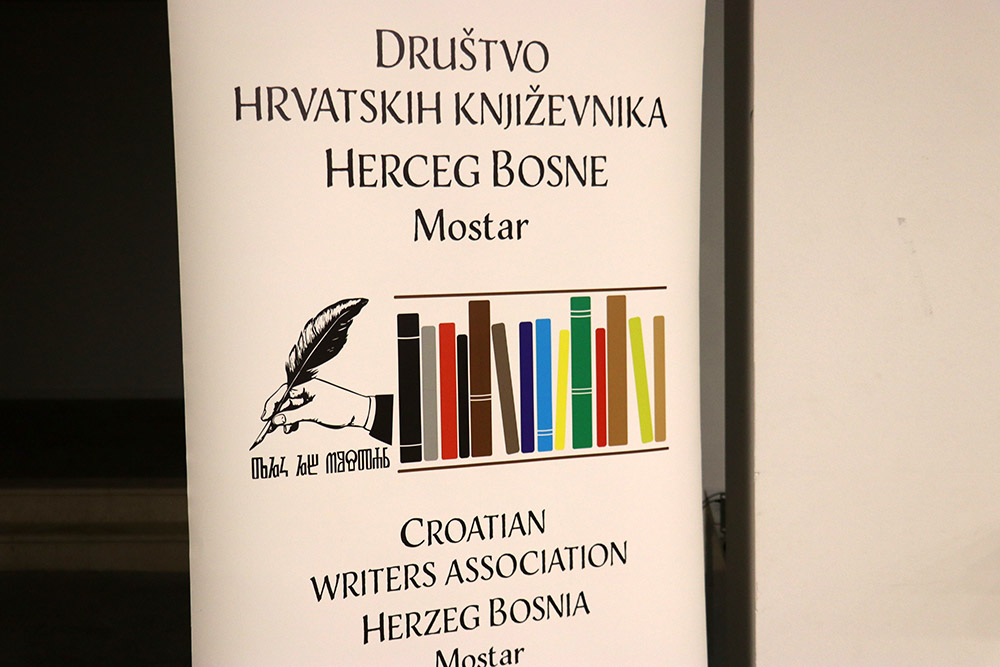 DRUŠTVO
HRVATSKIH KNJIŽEVNIKA
HERCEG BOSNE
Mostar
CROATIAN
WRITERS ASSOCIATION
HERZEG BOSNIA
Mostar